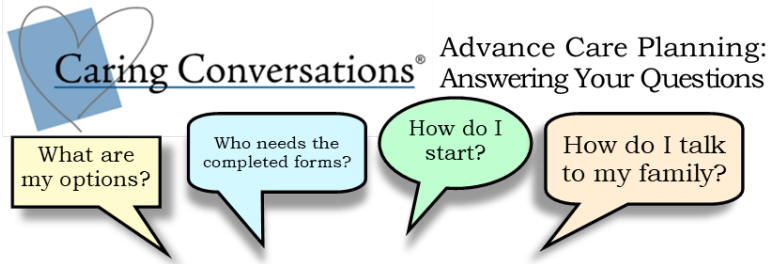 Caring Conversations®
Advance Care Planning:
Answering Your Questions
What are
my options?
Who needs the
completed forms?
How do I
start?
How do I talk
to my family?